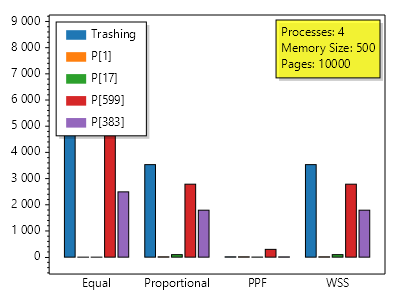 9 000
8 000
7 000
6 000
5 000
4 000
3 000
2 000
1 000
0
Trashing
P[1]
P[17]
P[599]
P[383]
Processes: 4
Memory Size: 500
Pages: 10000
Equal
Proportional
PPF
WSS